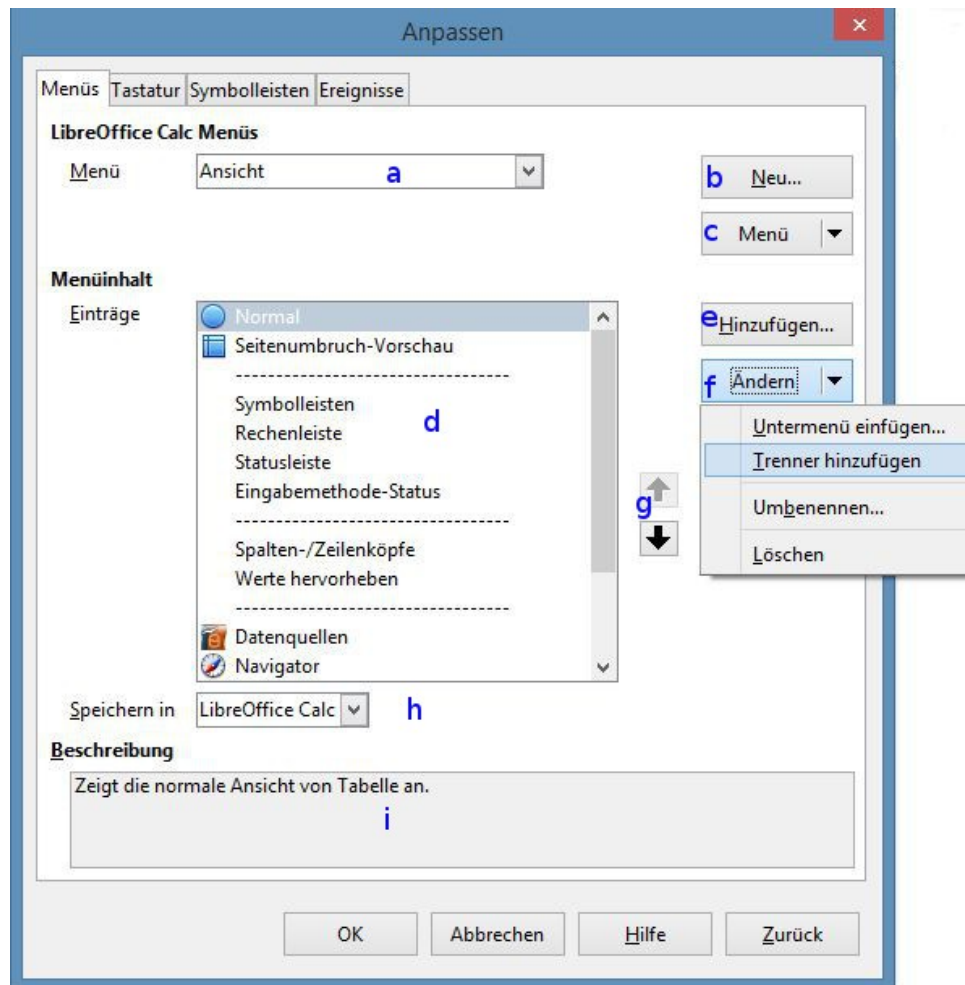 Anpassen
Menüs Tastatur Symbolleisten Ereignisse
LibreOffice Calc Menüs
Menü Ansicht a
b Neu...
c Menü
Menüinhalt
Einträge
Normal
Seitenumbruch-Vorschau
---------------------------------
Symbolleisten
d
Rechenleiste
Statusleiste
Eingabemethode-Status
---------------------------------
Spalten-/Zeilenköpfe
Werte hervorheben
---------------------------------
Datenquellen
Navigator
e Hinzufügen...
f Ändern
Untermenü einfügen...
Trenner hinzufügen
Umbenennen...
Löschen
g
Speichern in LibreOffice Calc h
Beschreibung
Zeigt die normale Ansicht von Tabelle an.
i
OK Abbrechen Hilfe Zurück